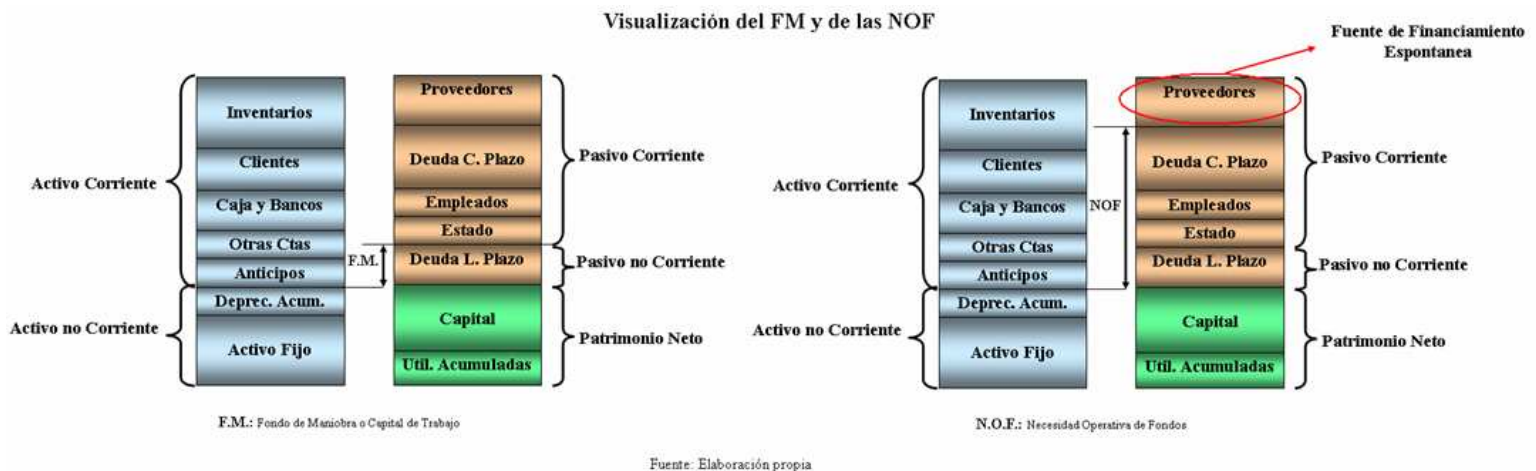 Visualización del FM y de las NOF
Fuente de Financiamiento
Espontanea
Activo Corriente
Activo no Corriente
Inventarios
Clientes
Caja y Bancos
Otras Ctas
Anticipos
Deprec. Acum.
Activo Fijo
F.M.
Proveedores
Deuda C. Plazo
Empleados
Estado
Deuda L. Plazo
Capital
Util. Acumuladas
Pasivo Corriente
Pasivo no Corriente
Patrimonio Neto
F.M.: Fondo de Maniobra o Capital de Trabajo
Activo Corriente
Activo no Corriente
Inventarios
Clientes
Caja y Bancos
Otras Ctas
Anticipos
Deprec. Acum.
Activo Fijo
NOF
Proveedores
Deuda C. Plazo
Empleados
Estado
Deuda L. Plazo
Capital
Util. Acumuladas
Pasivo Corriente
Pasivo no Corriente
Patrimonio Neto
N.O.F.: Necesidad Operativa de Fondos
Fuente: Elaboración propia